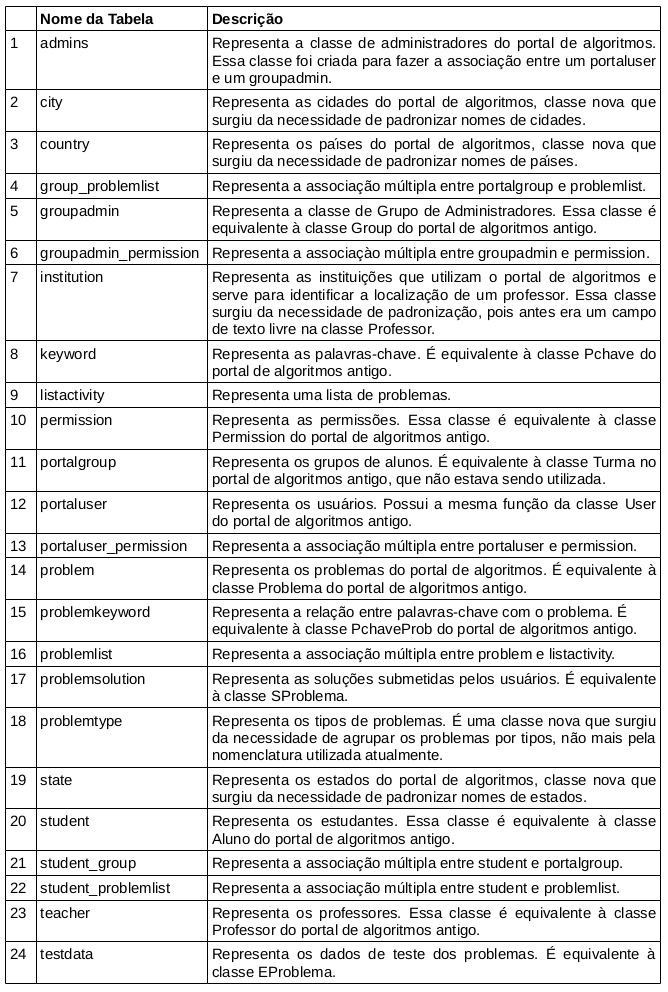 Nome da Tabela Descrição
1 admins Representa a classe de administradores do portal de algoritmos.
Essa classe foi criada para fazer a associação entre um portaluser
e um groupadmin.
2 city Representa as cidades do portal de algoritmos, classe nova que
surgiu da necessidade de padronizar nomes de cidades.
3 country Representa os países do portal de algoritmos, classe nova que
surgiu da necessidade de padronizar nomes de países.
4 group_problemlist Representa a associação múltipla entre portalgroup e problemlist.
5 groupadmin Representa a classe de Grupo de Administradores. Essa classe é
equivalente à classe Group do portal de algoritmos antigo.
6 groupadmin_permission Representa a associaçào múltipla entre groupadmin e permission.
7 institution Representa as instituições que utilizam o portal de algoritmos e
serve para identificar a localização de um professor. Essa classe
surgiu da necessidade de padronização, pois antes era um campo
de texto livre na classe Professor.
8 keyword Representa as palavras-chave. É equivalente à classe Pchave do
portal de algoritmos antigo.
9 listactivity Representa uma lista de problemas.
10 permission Representa as permissões. Essa classe é equivalente à classe
Permission do portal de algoritmos antigo.
11 portalgroup Representa os grupos de alunos. É equivalente à classe Turma no
portal de algoritmos antigo, que não estava sendo utilizada.
12 portaluser Representa os usuários. Possui a mesma função da classe User
do portal de algoritmos antigo.
13 portaluser_permission Representa a associação múltipla entre portaluser e permission.
14 problem Representa os problemas do portal de algoritmos. É equivalente à
classe Problema do portal de algoritmos antigo.
15 problemkeyword Representa a relação entre palavras-chave com o problema. É
equivalente à classe PchaveProb do portal de algoritmos antigo.
16 problemlist Representa a associação múltipla entre problem e listactivity.
17 problemsolution Representa as soluções submetidas pelos usuários. É equivalente
à classe SProblema.
18 problemtype Representa os tipos de problemas. É uma classe nova que surgiu
da necessidade de agrupar os problemas por tipos, não mais pela
nomenclatura utilizada atualmente.
19 state Representa os estados do portal de algoritmos, classe nova que
surgiu da necessidade de padronizar nomes de estados.
20 student Representa os estudantes. Essa classe é equivalente à classe
Aluno do portal de algoritmos antigo.
21 student_group Representa a associação múltipla entre student e portalgroup.
22 student_problemlist Representa a associação múltipla entre student e problemlist.
23 teacher Representa os professores. Essa classe é equivalente à classe
Professor do portal de algoritmos antigo.
24 testdata Representa os dados de teste dos problemas. É equivalente à
classe EProblema.